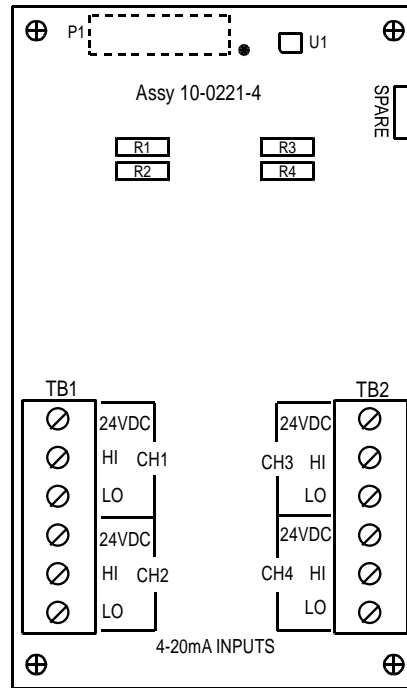 P1
U1
Assy 10-0221-4
SPARE
R1 R3
R2 R4
TB1 TB2
24VDC 24VDC
HI CH1 CH3 HI
LO LO
24VDC 24VDC
HI CH2 CH4 HI
LO LO
4-20mA INPUTS